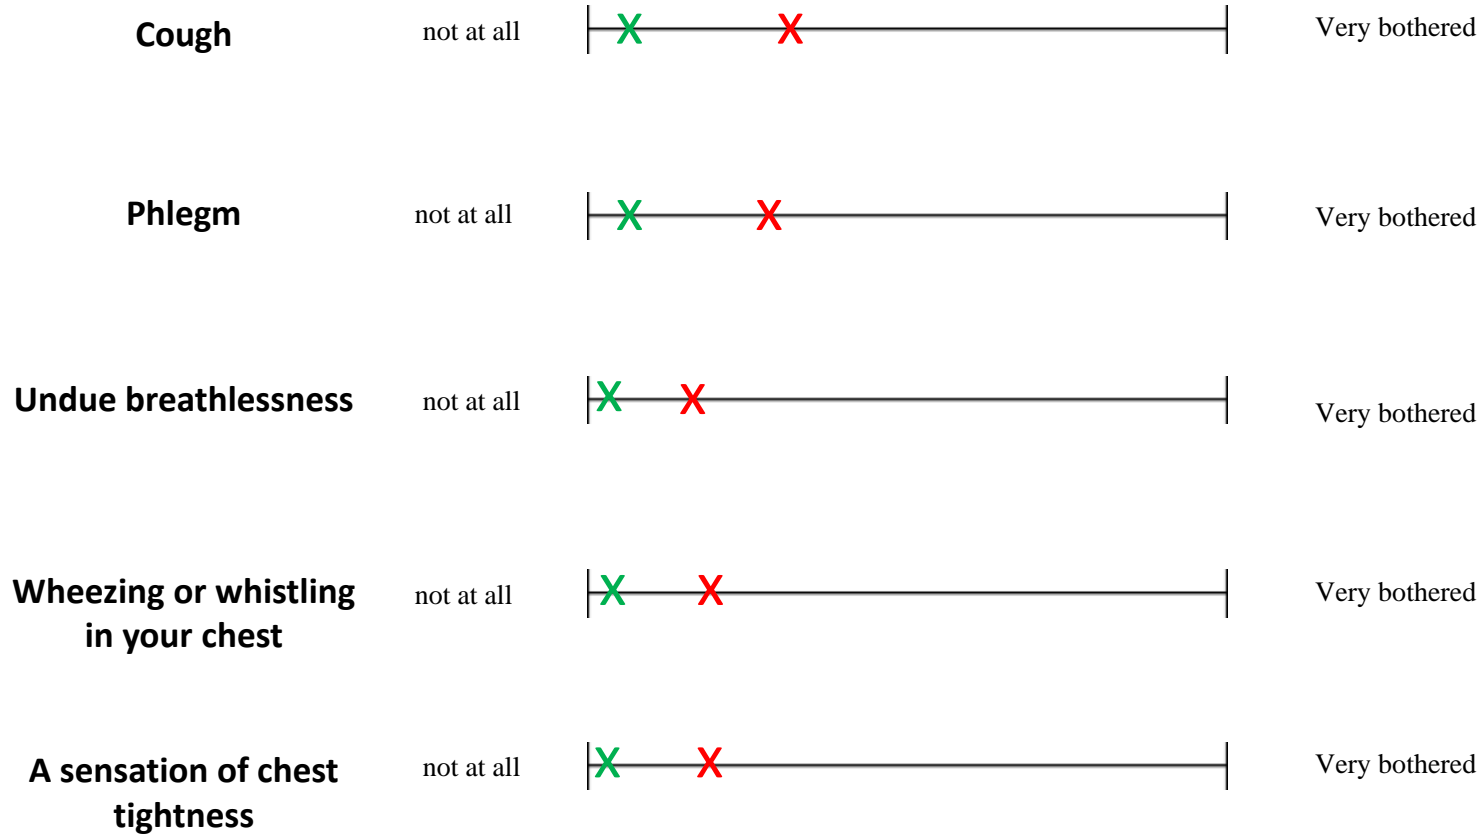 Cough not at all X X Very bothered
Phlegm not at all X X Very bothered
Undue breathlessness not at all X X Very bothered
Wheezing or whistling
in your chest
not at all X X Very bothered
A sensation of chest
tightness
not at all X X Very bothered